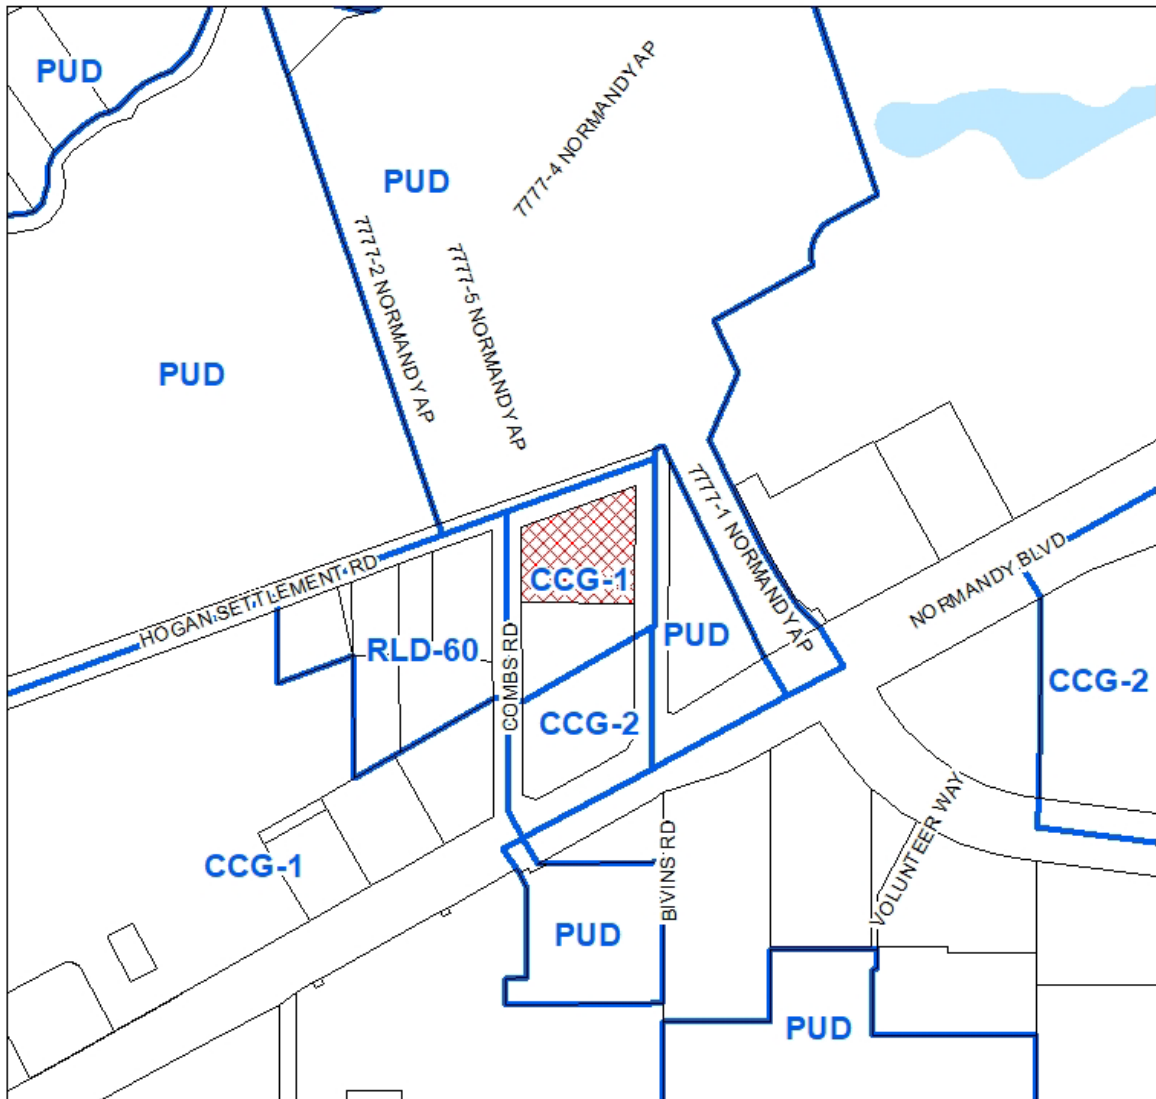 PUD
7777-4 NORMANDY AP
PUD
7777-2 NORMANDY AP
7777-5 NORMANDY AP
PUD
7777-1 NORMANDY AP
NORMANDY BLVD
HOGAN SETTLEMENT RD
CCG-1
RLD-60
PUD
COMBS RD
CCG-2
CCG-2
VOLUNTEER WAY
BIVINS RD
CCG-1
PUD
PUD